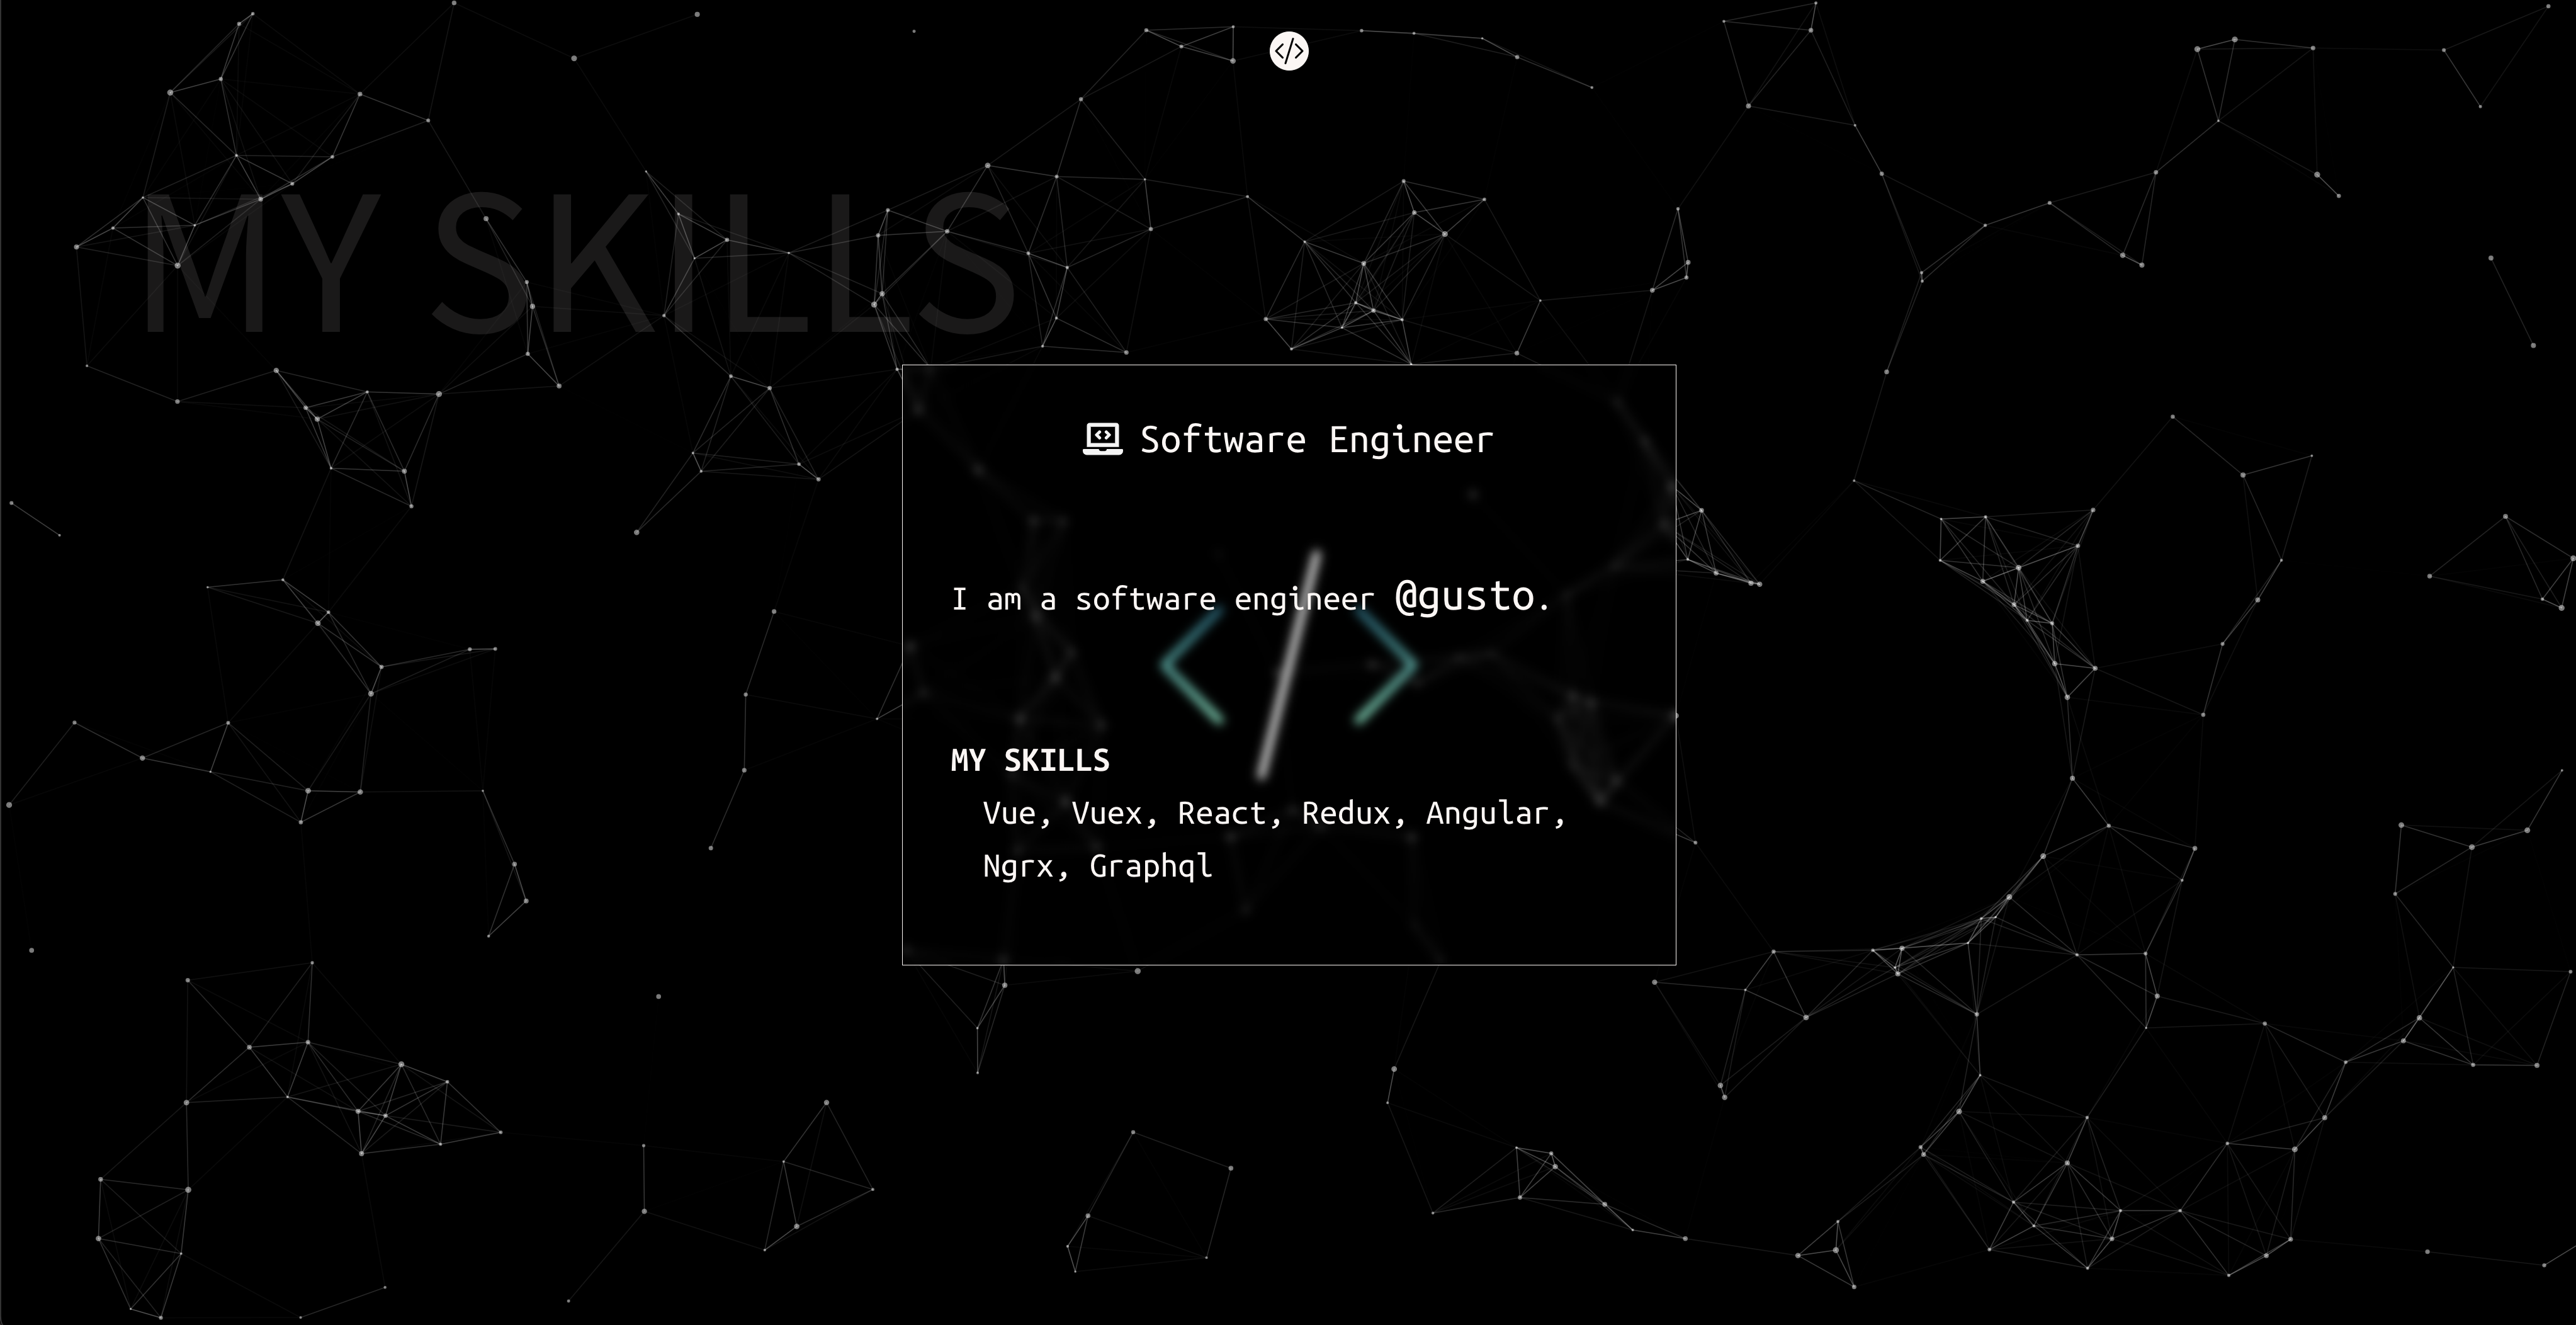 MY SKILLS
Software Engineer
I am a software engineer @gusto.
MY SKILLS
Vue, Vuex, React, Redux, Angular,
Ngrx, Graphql